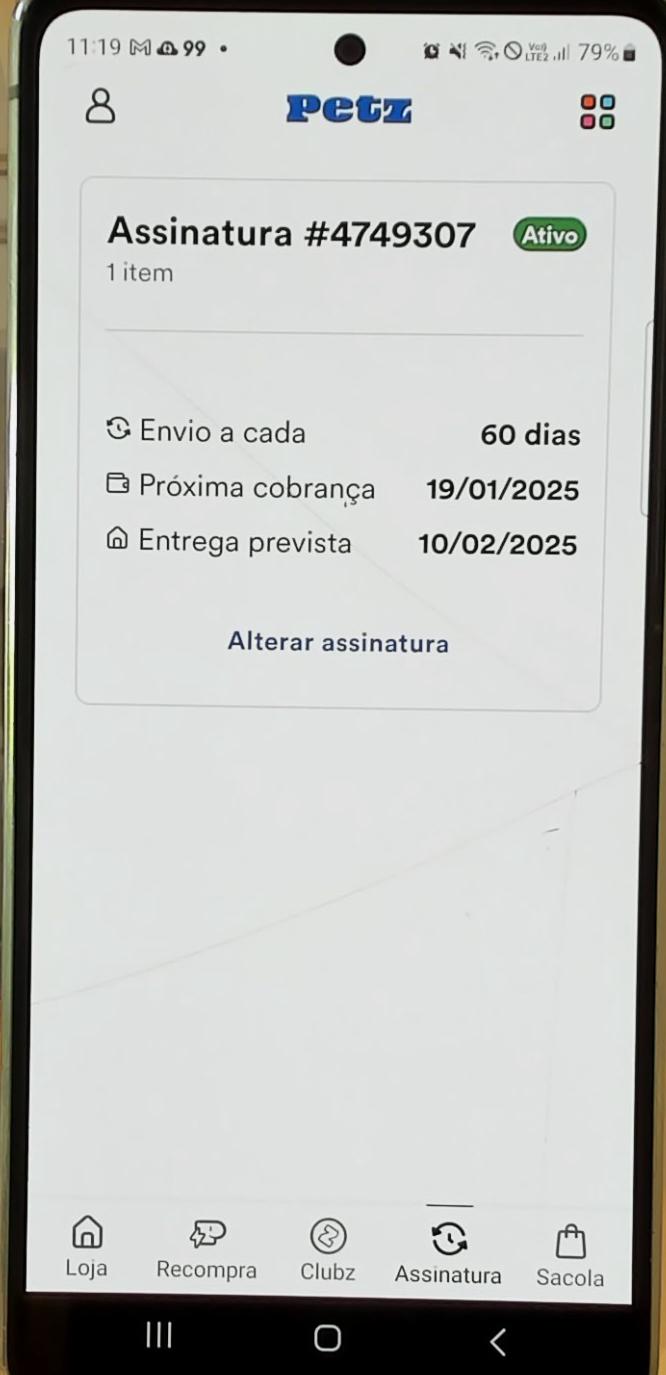 11:19 99 Vo) LTE2 79%
Petz
Assinatura #4749307 Ativo
1 item
Envio a cada 60 dias
Próxima cobrança 19/01/2025
Entrega prevista 10/02/2025
Alterar assinatura
Loja Recompra Clubz Assinatura Sacola